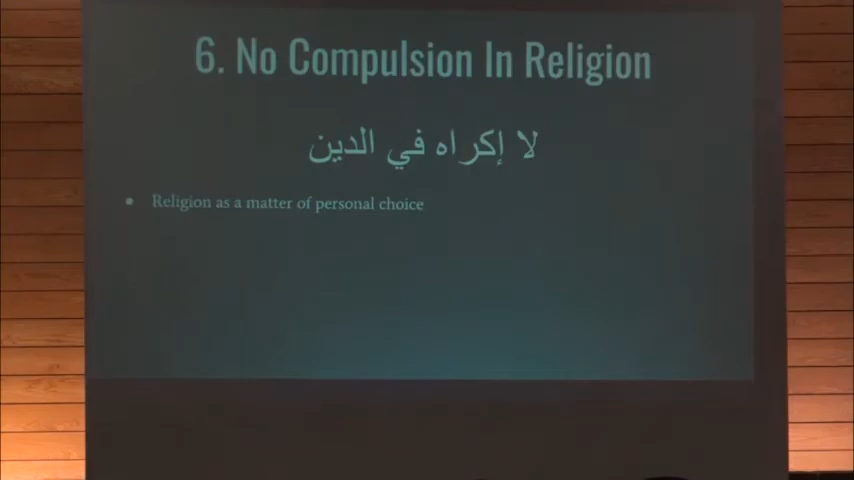 6. No Compulsion In Religion
لا إكراه في الدين
• Religion as a matter of personal choice